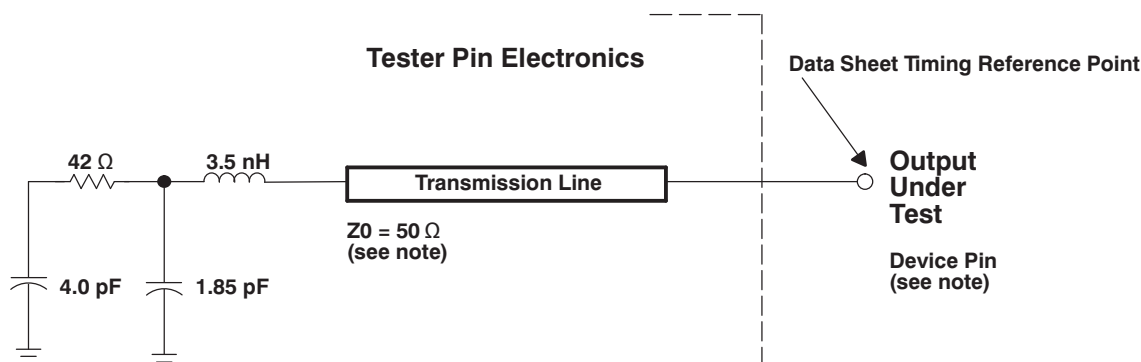 Tester Pin Electronics
Data Sheet Timing Reference Point
42 Ω
3.5 nH
Transmission Line
Output
Under
Test
Z0 = 50 Ω
(see note)
Device Pin
(see note)
4.0 pF
1.85 pF